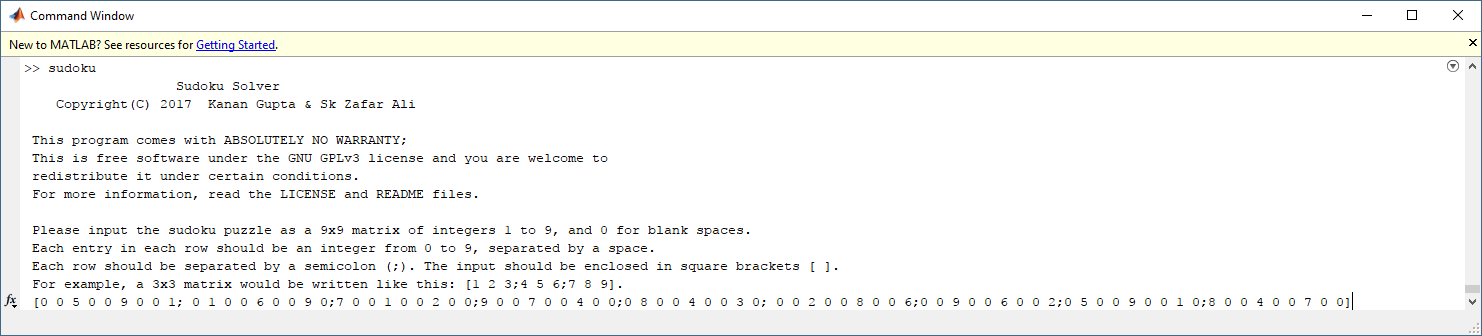 Command Window
New to MATLAB? See resources for Getting Started.
>> sudoku
Sudoku Solver
Copyright(C) 2017  Kanan Gupta & Sk Zafar Ali
This program comes with ABSOLUTELY NO WARRANTY;
This is free software under the GNU GPLv3 license and you are welcome to
redistribute it under certain conditions.
For more information, read the LICENSE and README files.
Please input the sudoku puzzle as a 9x9 matrix of integers 1 to 9, and 0 for blank spaces.
Each entry in each row should be an integer from 0 to 9, separated by a space.
Each row should be separated by a semicolon (;). The input should be enclosed in square brackets [ ].
For example, a 3x3 matrix would be written like this: [1 2 3;4 5 6;7 8 9].
fx [0 0 5 0 0 9 0 0 1; 0 1 0 0 6 0 0 9 0;7 0 0 1 0 0 2 0 0;9 0 0 7 0 0 4 0 0;0 8 0 0 4 0 0 3 0; 0 0 2 0 0 8 0 0 6;0 0 9 0 0 6 0 0 2;0 5 0 0 9 0 0 1 0;8 0 0 4 0 0 7 0 0]